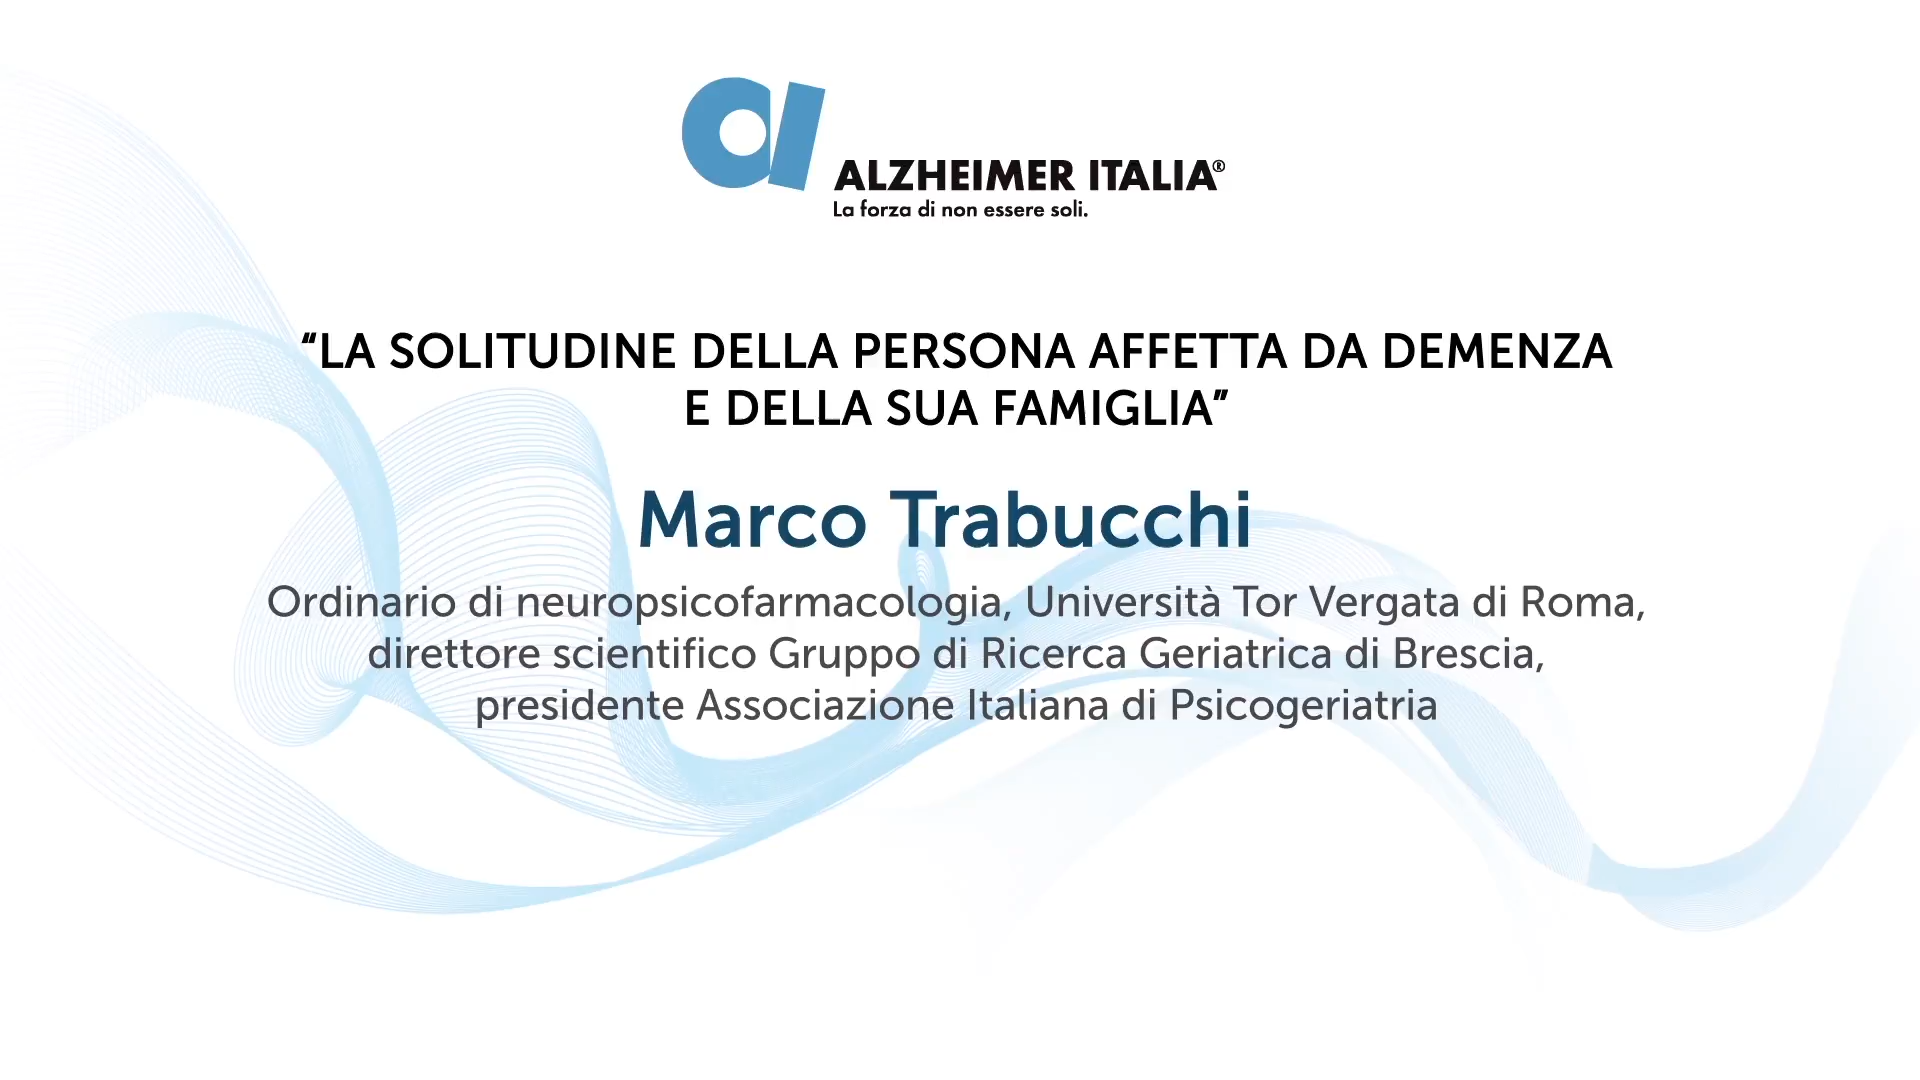 al
ALZHEIMER ITALIA®
La forza di non essere soli.
“LA SOLITUDINE DELLA PERSONA AFFETTA DA DEMENZA
E DELLA SUA FAMIGLIA”
Marco Trabucchi
Ordinario di neuropsicofarmacologia, Università Tor Vergata di Roma,
direttore scientifico Gruppo di Ricerca Geriatrica di Brescia,
presidente Associazione Italiana di Psicogeriatria